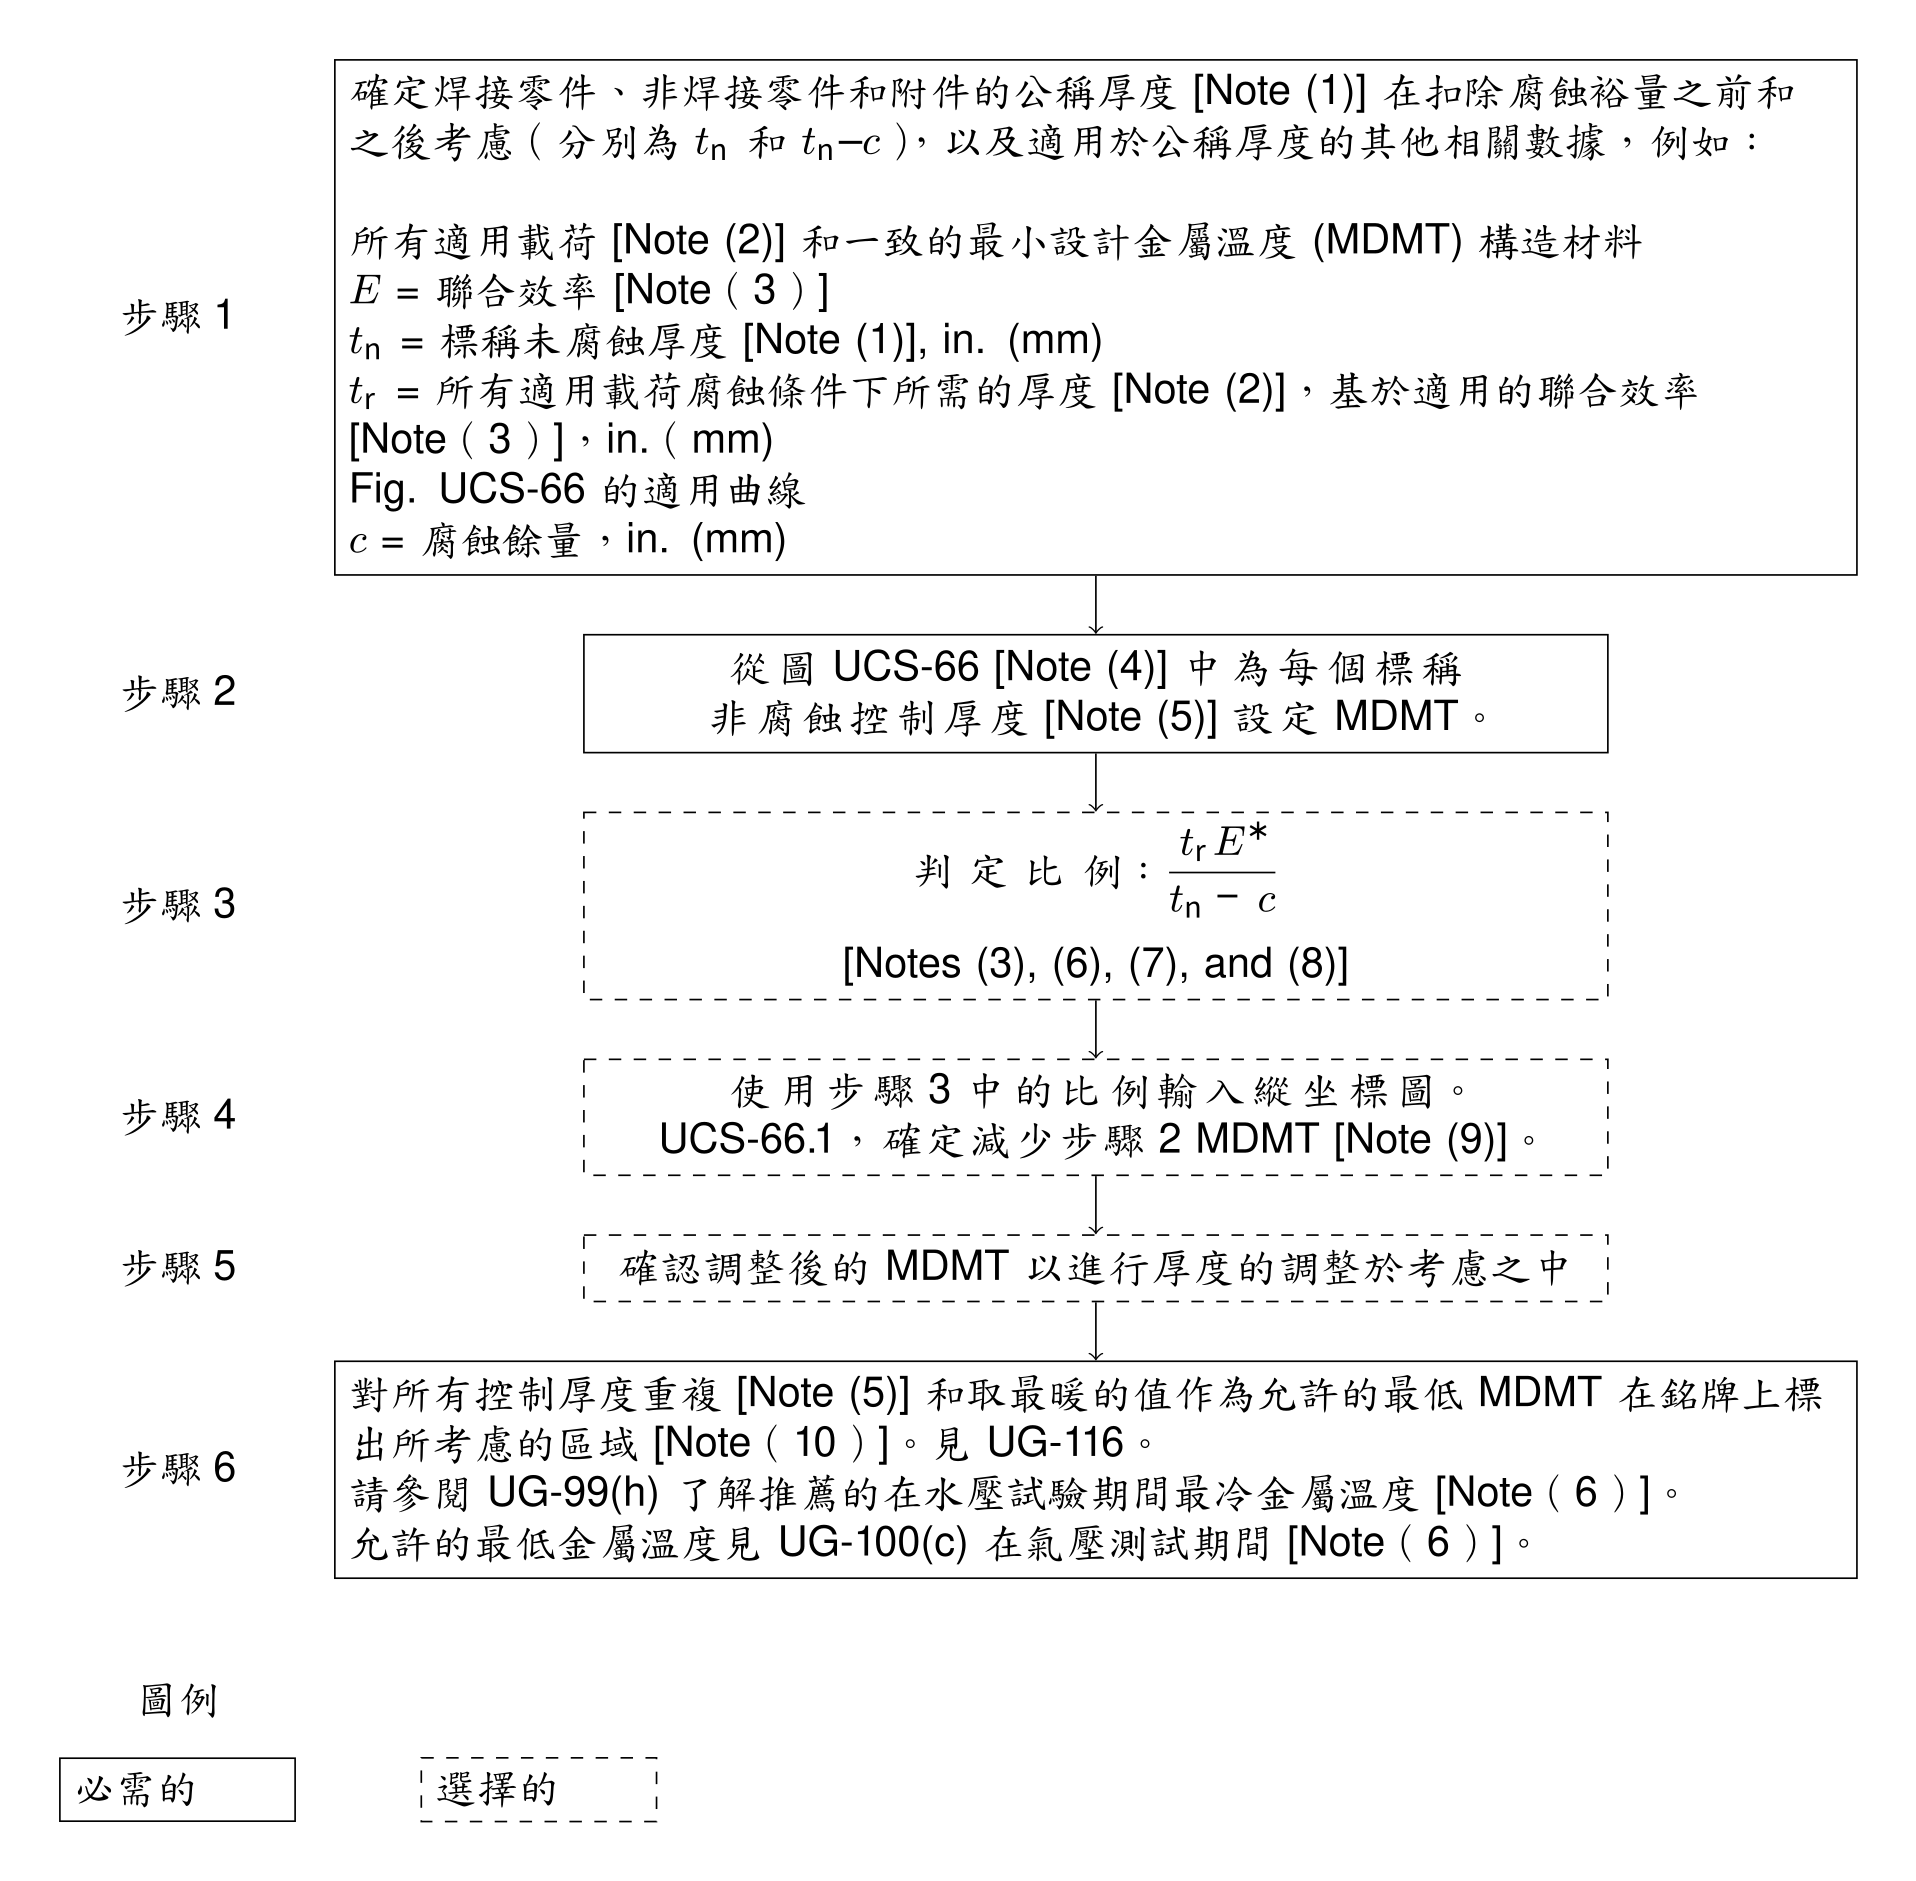 確定焊接零件、非焊接零件和附件的公稱厚度 [Note (1)] 在扣除腐蝕裕量之前和
之後考慮（分別為 tn 和 tn–c），以及適用於公稱厚度的其他相關數據，例如：
所有適用載荷 [Note (2)] 和一致的最小設計金屬溫度 (MDMT) 構造材料
步驟 1
E = 聯合效率 [Note（3）]
tn = 標稱未腐蝕厚度 [Note (1)], in. (mm)
tr = 所有適用載荷腐蝕條件下所需的厚度 [Note (2)]，基於適用的聯合效率
[Note（3）]，in.（mm)
Fig. UCS-66 的適用曲線
c = 腐蝕餘量，in. (mm)
步驟 2
從圖 UCS-66 [Note (4)] 中為每個標稱
非腐蝕控制厚度 [Note (5)] 設定 MDMT。
步驟 3
判定比例：tr E* / tn − c
[Notes (3), (6), (7), and (8)]
步驟 4
使用步驟 3 中的比例輸入縱坐標圖。
UCS-66.1，確定減少步驟 2 MDMT [Note (9)]。
步驟 5
確認調整後的 MDMT 以進行厚度的調整於考慮之中
步驟 6
對所有控制厚度重複 [Note (5)] 和取最暖的值作為允許的最低 MDMT 在銘牌上標
出所考慮的區域 [Note（10）]。見 UG-116。
請參閱 UG-99(h) 了解推薦的在水壓試驗期間最冷金屬溫度 [Note（6）]。
允許的最低金屬溫度見 UG-100(c) 在氣壓測試期間 [Note（6）]。
圖例
必需的
選擇的